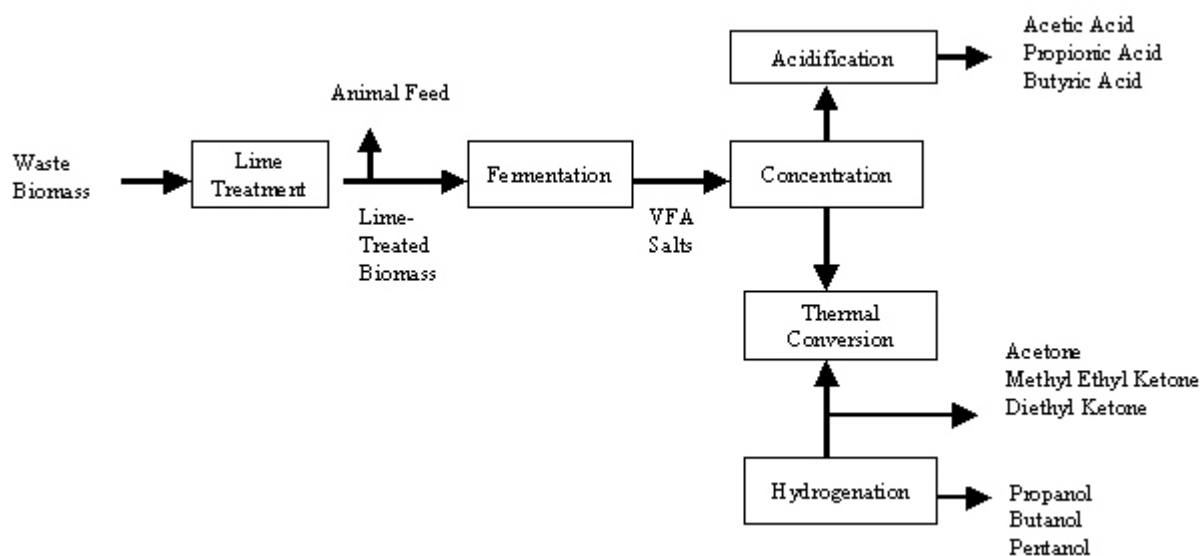 Waste
Biomass
Lime
Treatment
Animal Feed
Lime-
Treated
Biomass
Fermentation
VFA
Salts
Concentration
Acidification
Acetic Acid
Propionic Acid
Butyric Acid
Thermal
Conversion
Acetone
Methyl Ethyl Ketone
Diethyl Ketone
Hydrogenation
Propanol
Butanol
Pentanol